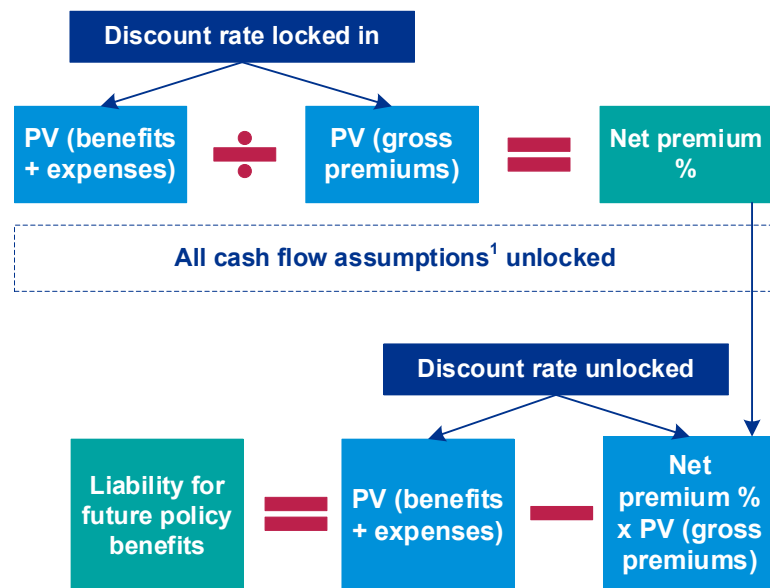 Discount rate locked in
PV (benefits
+ expenses)
÷
PV (gross
premiums)
=
Net premium
%
All cash flow assumptions¹ unlocked
Discount rate unlocked
Liability for
future policy
benefits
=
PV (benefits
+ expenses)
−
Net
premium %
x PV (gross
premiums)